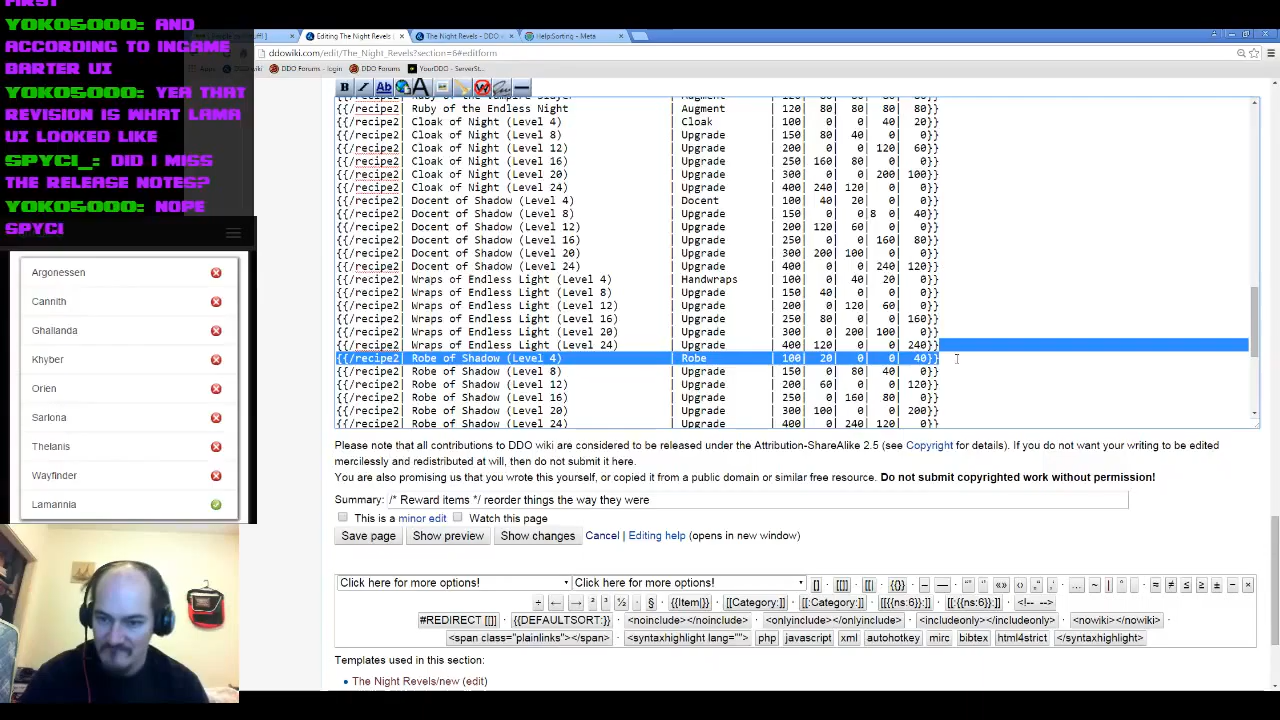 FIRST
YOKO5000: AND
ACCORDING TO INGAME
BARTER UI
YOKO5000: YEA THAT
REVISION IS WHAT LAMA
UI LOOKED LIKE
SPYCI_: DID I MISS
THE RELEASE NOTES?
YOKO5000: NOPE
SPYCI
Argonessen
Cannith
Ghallanda
Khyber
Orien
Sarlona
Thelanis
Wayfinder
Lamannia
Editing The Night Revels
The Night Revels - DDO
Help:Sorting - Meta
ddowiki.com/edit/The_Night_Revels?section=6#editform
DDO Forums - login
DDO Forums
YourDDO - ServerSt...
{{/recipe2| Ruby of the Vampire Slayer | Augment | 120| 80| 80| 80| 80}}
{{/recipe2| Ruby of the Endless Night | Augment | 120| 80| 80| 80| 80}}
{{/recipe2| Cloak of Night (Level 4) | Cloak | 100| 0| 0| 40| 20}}
{{/recipe2| Cloak of Night (Level 8) | Upgrade | 150| 80| 40| 0| 0}}
{{/recipe2| Cloak of Night (Level 12) | Upgrade | 200| 0| 0| 120| 60}}
{{/recipe2| Cloak of Night (Level 16) | Upgrade | 250| 160| 80| 0| 0}}
{{/recipe2| Cloak of Night (Level 20) | Upgrade | 300| 0| 0| 200| 100}}
{{/recipe2| Cloak of Night (Level 24) | Upgrade | 400| 240| 120| 0| 0}}
{{/recipe2| Docent of Shadow (Level 4) | Docent | 100| 40| 20| 0| 0}}
{{/recipe2| Docent of Shadow (Level 8) | Upgrade | 150| 0| 0|8 0| 40}}
{{/recipe2| Docent of Shadow (Level 12) | Upgrade | 200| 120| 60| 0| 0}}
{{/recipe2| Docent of Shadow (Level 16) | Upgrade | 250| 0| 0| 160| 80}}
{{/recipe2| Docent of Shadow (Level 20) | Upgrade | 300| 200| 100| 0| 0}}
{{/recipe2| Docent of Shadow (Level 24) | Upgrade | 400| 0| 0| 240| 120}}
{{/recipe2| Wraps of Endless Light (Level 4) | Handwraps | 100| 0| 40| 20| 0}}
{{/recipe2| Wraps of Endless Light (Level 8) | Upgrade | 150| 40| 0| 0| 80}}
{{/recipe2| Wraps of Endless Light (Level 12) | Upgrade | 200| 0| 120| 60| 0}}
{{/recipe2| Wraps of Endless Light (Level 16) | Upgrade | 250| 80| 0| 0| 160}}
{{/recipe2| Wraps of Endless Light (Level 20) | Upgrade | 300| 0| 200| 100| 0}}
{{/recipe2| Wraps of Endless Light (Level 24) | Upgrade | 400| 120| 0| 0| 240}}
{{/recipe2| Robe of Shadow (Level 4) | Robe | 100| 20| 0| 0| 40}}
{{/recipe2| Robe of Shadow (Level 8) | Upgrade | 150| 0| 80| 40| 0}}
{{/recipe2| Robe of Shadow (Level 12) | Upgrade | 200| 60| 0| 0| 120}}
{{/recipe2| Robe of Shadow (Level 16) | Upgrade | 250| 0| 160| 80| 0}}
{{/recipe2| Robe of Shadow (Level 20) | Upgrade | 300| 100| 0| 0| 200}}
{{/recipe2| Robe of Shadow (Level 24) | Upgrade | 400| 0| 240| 120| 0}}
Please note that all contributions to DDO wiki are considered to be released under the Attribution-ShareAlike 2.5 (see Copyright for details). If you do not want your writing to be edited
mercilessly and redistributed at will, then do not submit it here.
You are also promising us that you wrote this yourself, or copied it from a public domain or similar free resource. Do not submit copyrighted work without permission!
Summary: /* Reward items */ reorder things the way they were
This is a minor edit Watch this page
Save page Show preview Show changes Cancel | Editing help (opens in new window)
Click here for more options! Click here for more options! [] [[]] [[] {{}} – — “” ‘’ «» ‹› „“ ‚‘ … ~ | ° · ≈ ≠ ≤ ≥ ± − ×
÷ ← → ² ³ ½ · § {{Item|}} [[Category:]] [[:Category:]] [[{{ns:6}}:]] [[:{{ns:6}}:]] <!-- -->
#REDIRECT [[]] {{DEFAULTSORT:}} <noinclude></noinclude> <onlyinclude></onlyinclude> <includeonly></includeonly> <nowiki></nowiki>
<span class="plainlinks"></span> <syntaxhighlight lang=""> php javascript xml autohotkey mirc bibtex html4strict </syntaxhighlight>
Templates used in this section:
The Night Revels/new (edit)